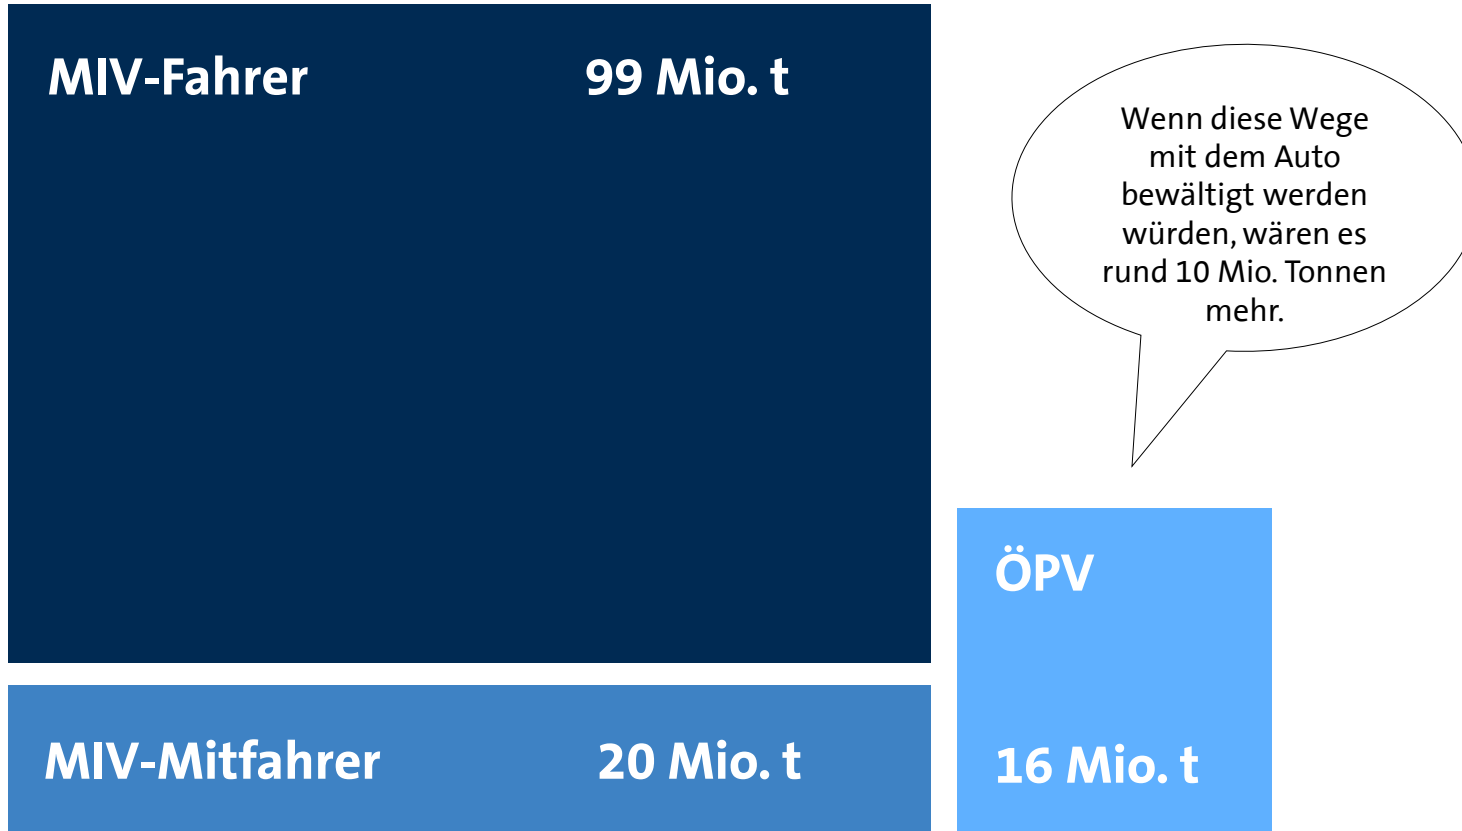 MIV-Fahrer 99 Mio. t
Wenn diese Wege
mit dem Auto
bewältigt werden
würden, wären es
rund 10 Mio. Tonnen
mehr.
ÖPV
16 Mio. t
MIV-Mitfahrer 20 Mio. t